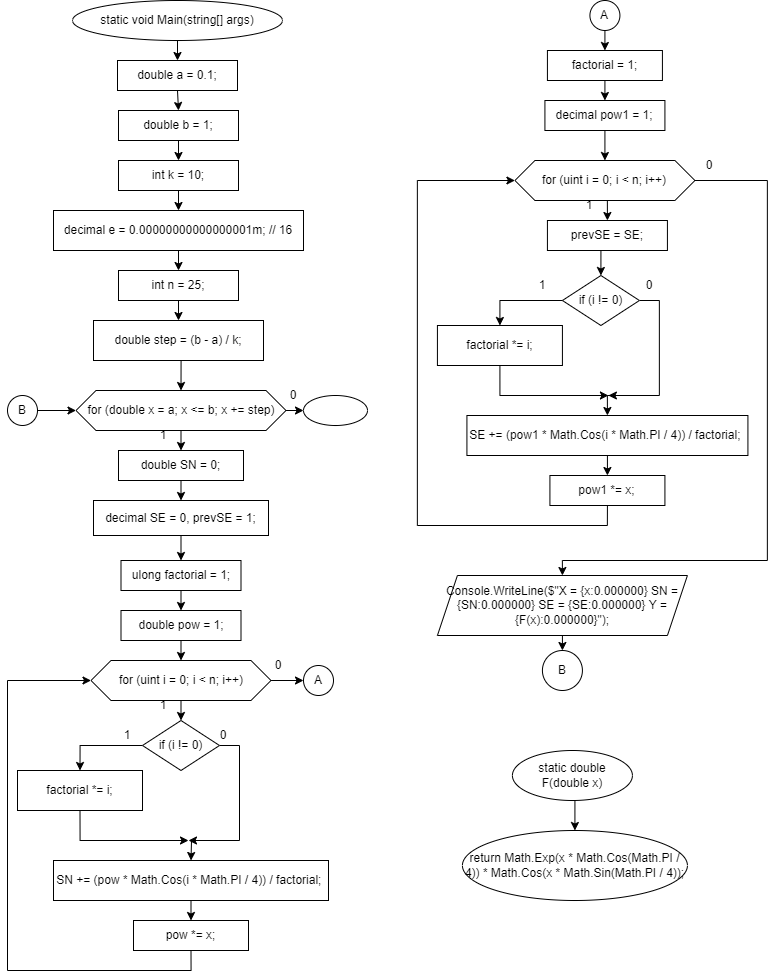 static void Main(string[] args)
double a = 0.1;
double b = 1;
int k = 10;
decimal e = 0.00000000000000001m; // 16
int n = 25;
double step = (b - a) / k;
B
for (double x = a; x <= b; x += step)
0
1
double SN = 0;
decimal SE = 0, prevSE = 1;
ulong factorial = 1;
double pow = 1;
for (uint i = 0; i < n; i++)
0
A
1
if (i != 0)
1
0
factorial *= i;
SN += (pow * Math.Cos(i * Math.PI / 4)) / factorial;
pow *= x;
A
factorial = 1;
decimal pow1 = 1;
for (uint i = 0; i < n; i++)
0
1
prevSE = SE;
if (i != 0)
1
0
factorial *= i;
SE += (pow1 * Math.Cos(i * Math.PI / 4)) / factorial;
pow1 *= x;
Console.WriteLine($"X = {x:0.000000} SN =
{SN:0.000000} SE = {SE:0.000000} Y =
{F(x):0.000000}");
B
static double
F(double x)
return Math.Exp(x * Math.Cos(Math.PI /
4)) * Math.Cos(x * Math.Sin(Math.PI / 4));